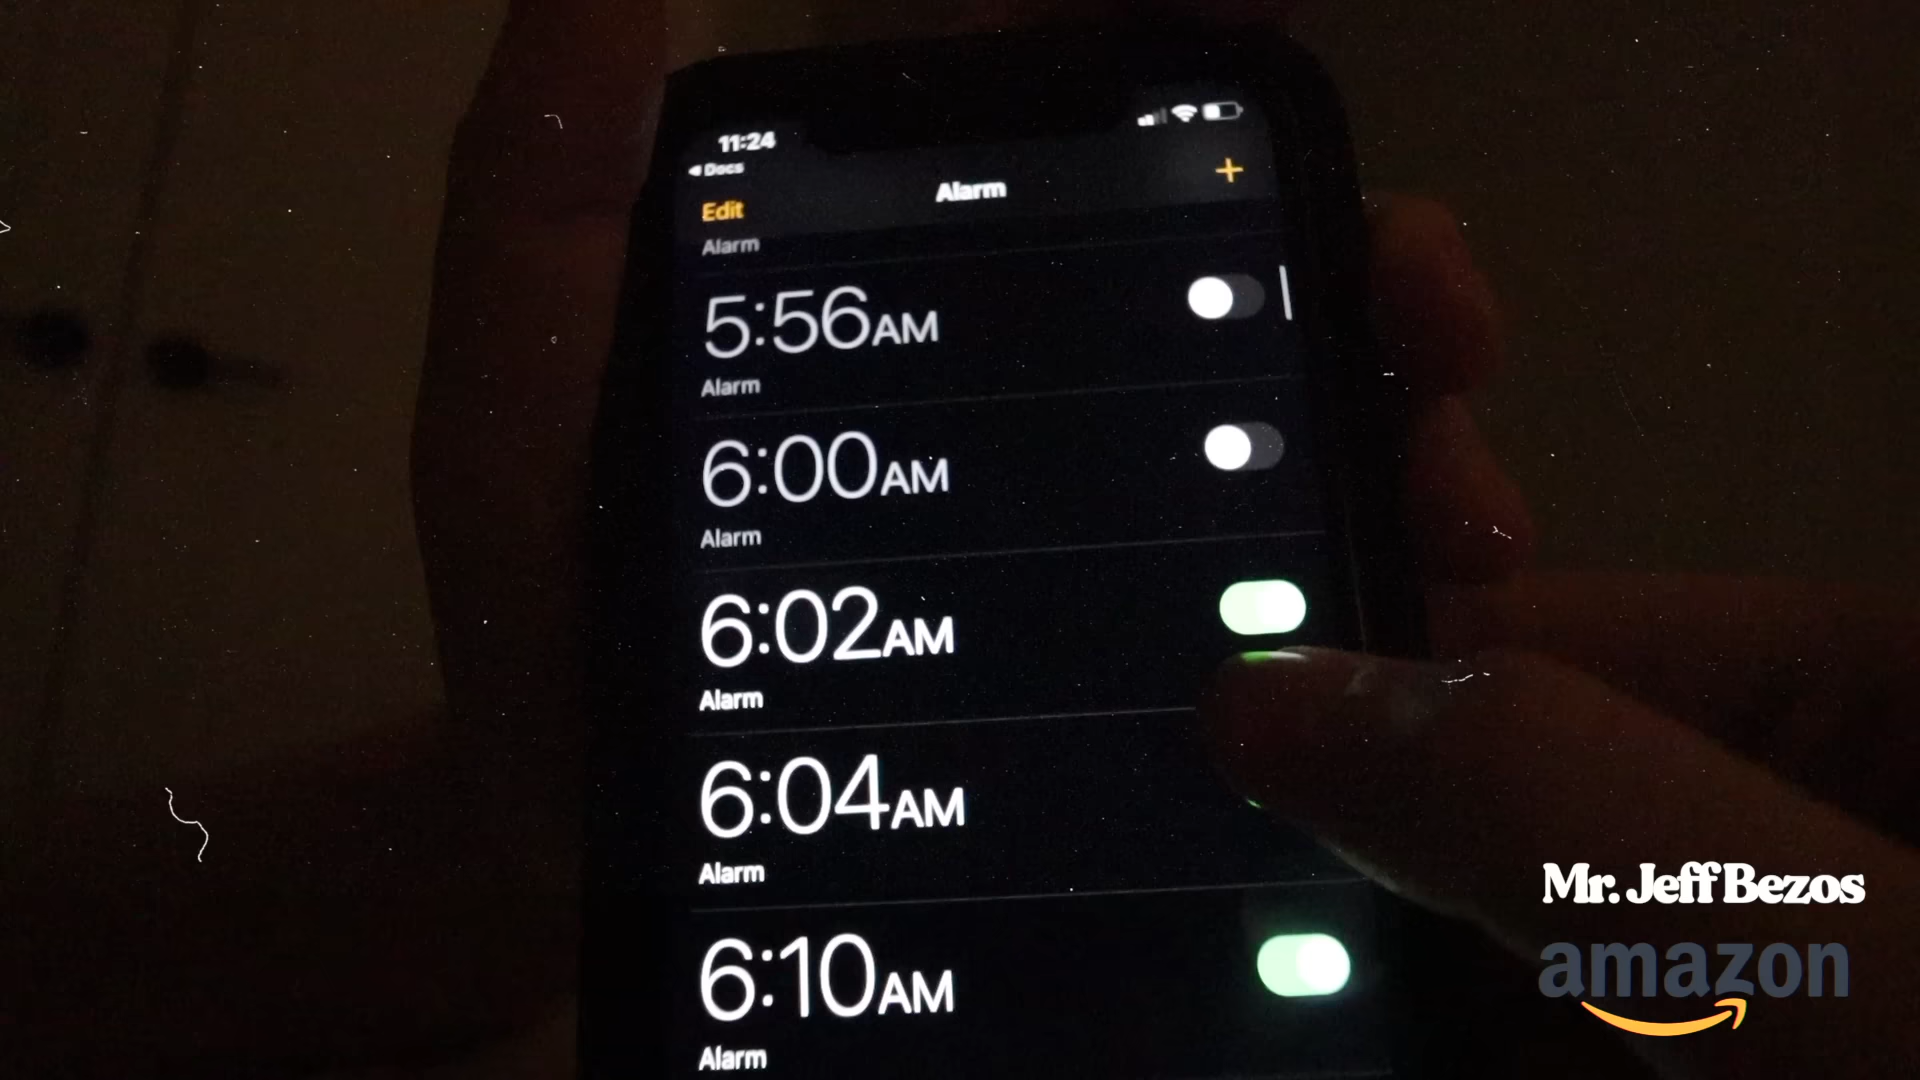 11:24
Docs
Edit
Alarm
+
Alarm
5:56AM
Alarm
6:00AM
Alarm
6:02AM
Alarm
6:04AM
Alarm
6:10AM
Alarm
Mr. Jeff Bezos
amazon